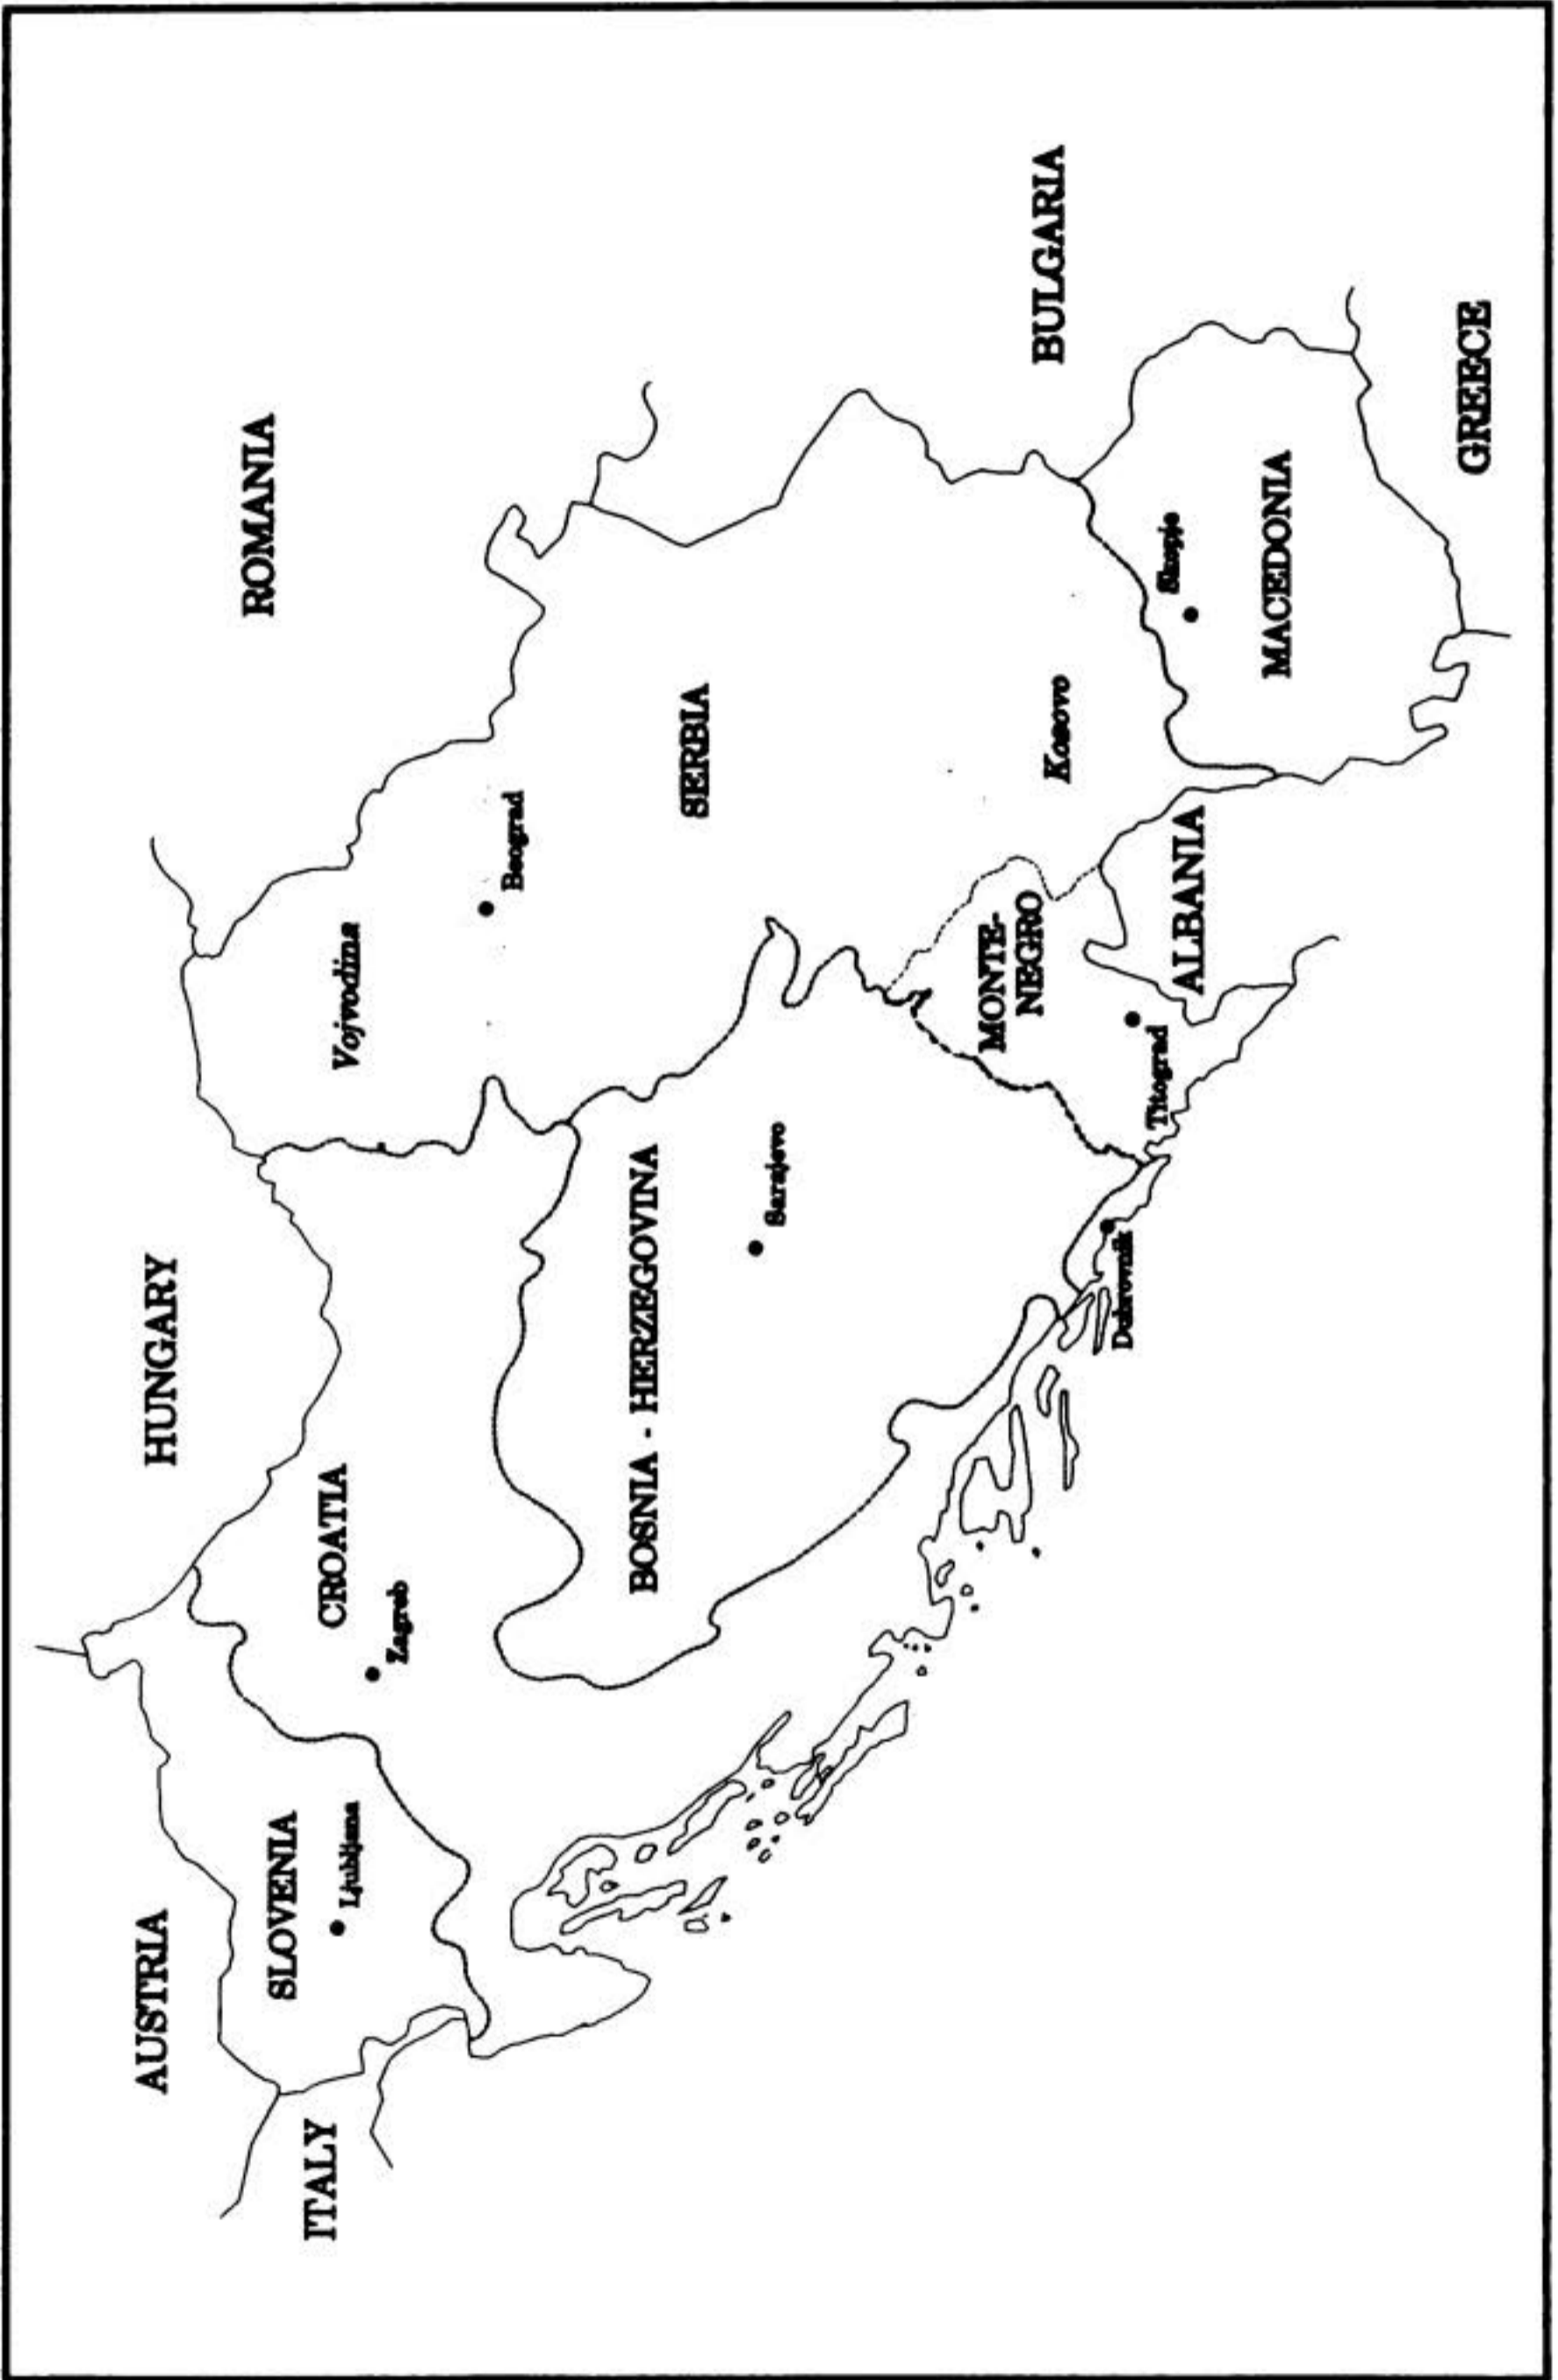 AUSTRIA
HUNGARY
ROMANIA
ITALY
SLOVENIA
Ljubljana
CROATIA
Zagreb
Vojvodina
Beograd
BOSNIA - HERZEGOVINA
Sarajevo
SERBIA
MONTE-
NEGRO
Titograd
Dubrovnik
Kosovo
BULGARIA
ALBANIA
Skopje
MACEDONIA
GREECE